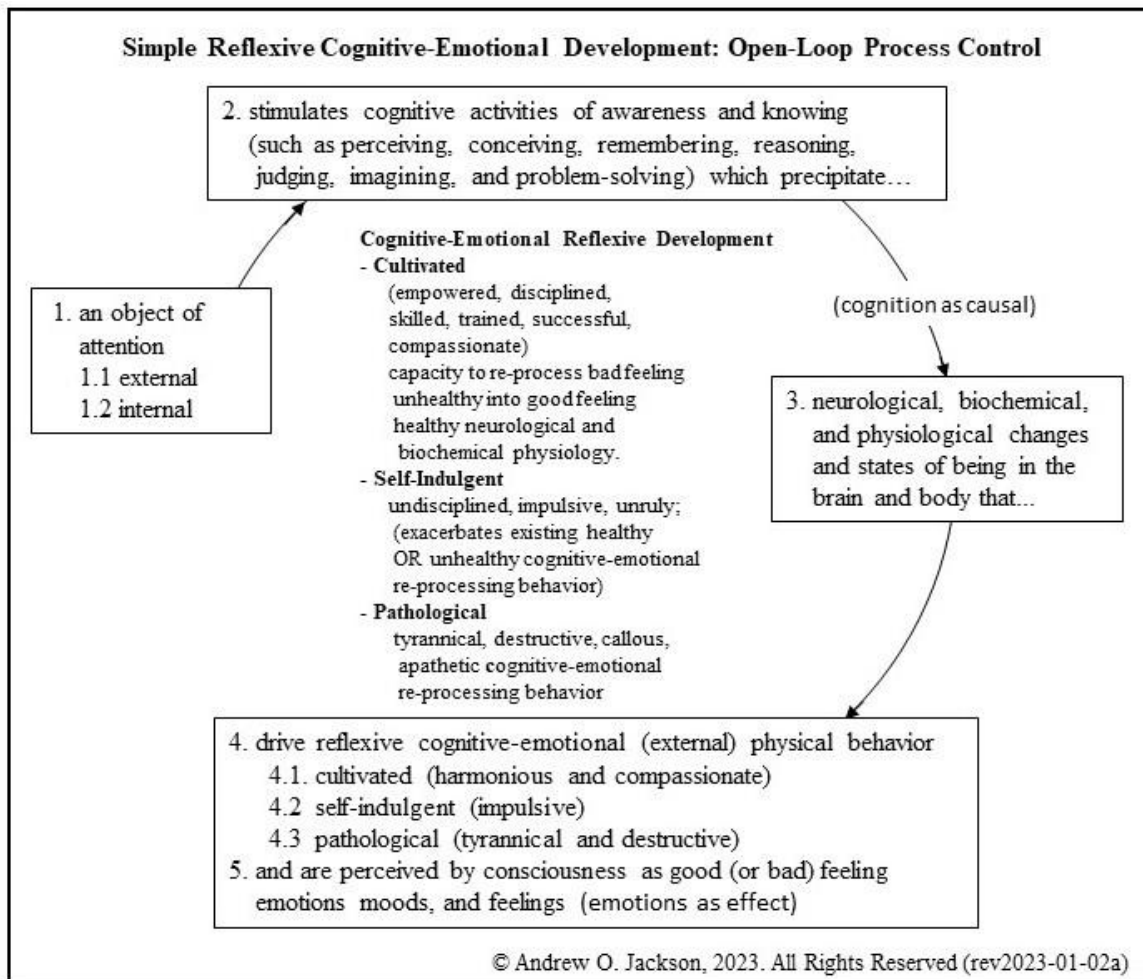 Simple Reflexive Cognitive-Emotional Development: Open-Loop Process Control
1. an object of
attention
1.1 external
1.2 internal
2. stimulates cognitive activities of awareness and knowing
(such as perceiving, conceiving, remembering, reasoning,
judging, imagining, and problem-solving) which precipitate...
(cognition as causal)
3. neurological, biochemical,
and physiological changes
and states of being in the
brain and body that...
Cognitive-Emotional Reflexive Development
- Cultivated
(empowered, disciplined,
skilled, trained, successful,
compassionate)
capacity to re-process bad feeling
unhealthy into good feeling
healthy neurological and
biochemical physiology.
- Self-Indulgent
undisciplined, impulsive, unruly;
(exacerbates existing healthy
OR unhealthy cognitive-emotional
re-processing behavior)
- Pathological
tyrannical, destructive, callous,
apathetic cognitive-emotional
re-processing behavior
4. drive reflexive cognitive-emotional (external) physical behavior
4.1. cultivated (harmonious and compassionate)
4.2 self-indulgent (impulsive)
4.3 pathological (tyrannical and destructive)
5. and are perceived by consciousness as good (or bad) feeling
emotions moods, and feelings (emotions as effect)
© Andrew O. Jackson, 2023. All Rights Reserved (rev2023-01-02a)